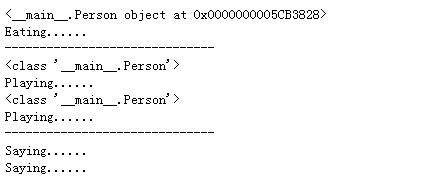 <__main__.Person object at 0x0000000005CB3828>
Eating......
----------------------------
<class '__main__.Person'>
Playing......
<class '__main__.Person'>
Playing......
----------------------------
Saying......
Saying......